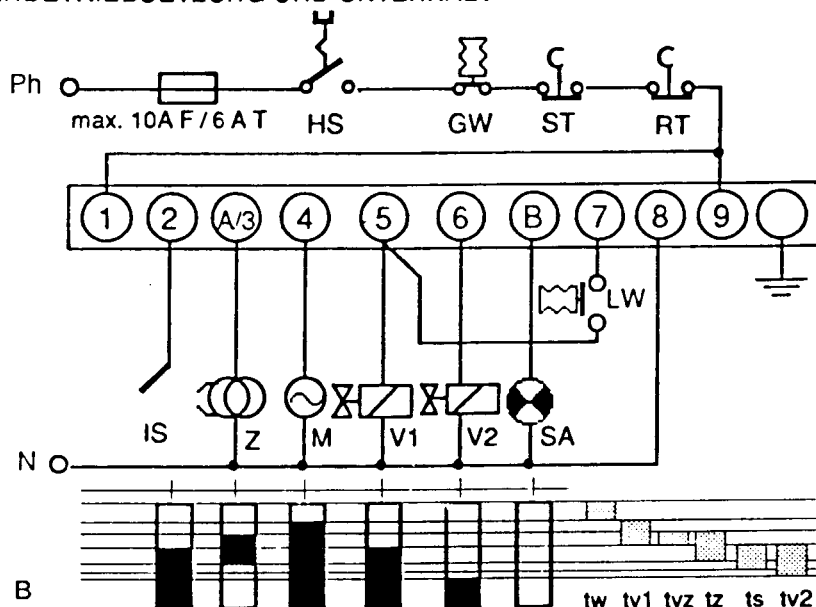 Ph
max. 10A F / 6 A T HS GW ST RT
1 2 A/3 4 5 6 B 7 8 9
LW
IS Z M V1 V2 SA
N
B tw tv1 tvz tz ts tv2